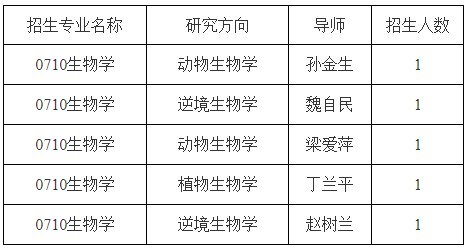 招生专业名称 研究方向 导师 招生人数
0710生物学 动物生物学 孙金生 1
0710生物学 逆境生物学 魏自民 1
0710生物学 动物生物学 梁爱萍 1
0710生物学 植物生物学 丁兰平 1
0710生物学 逆境生物学 赵树兰 1